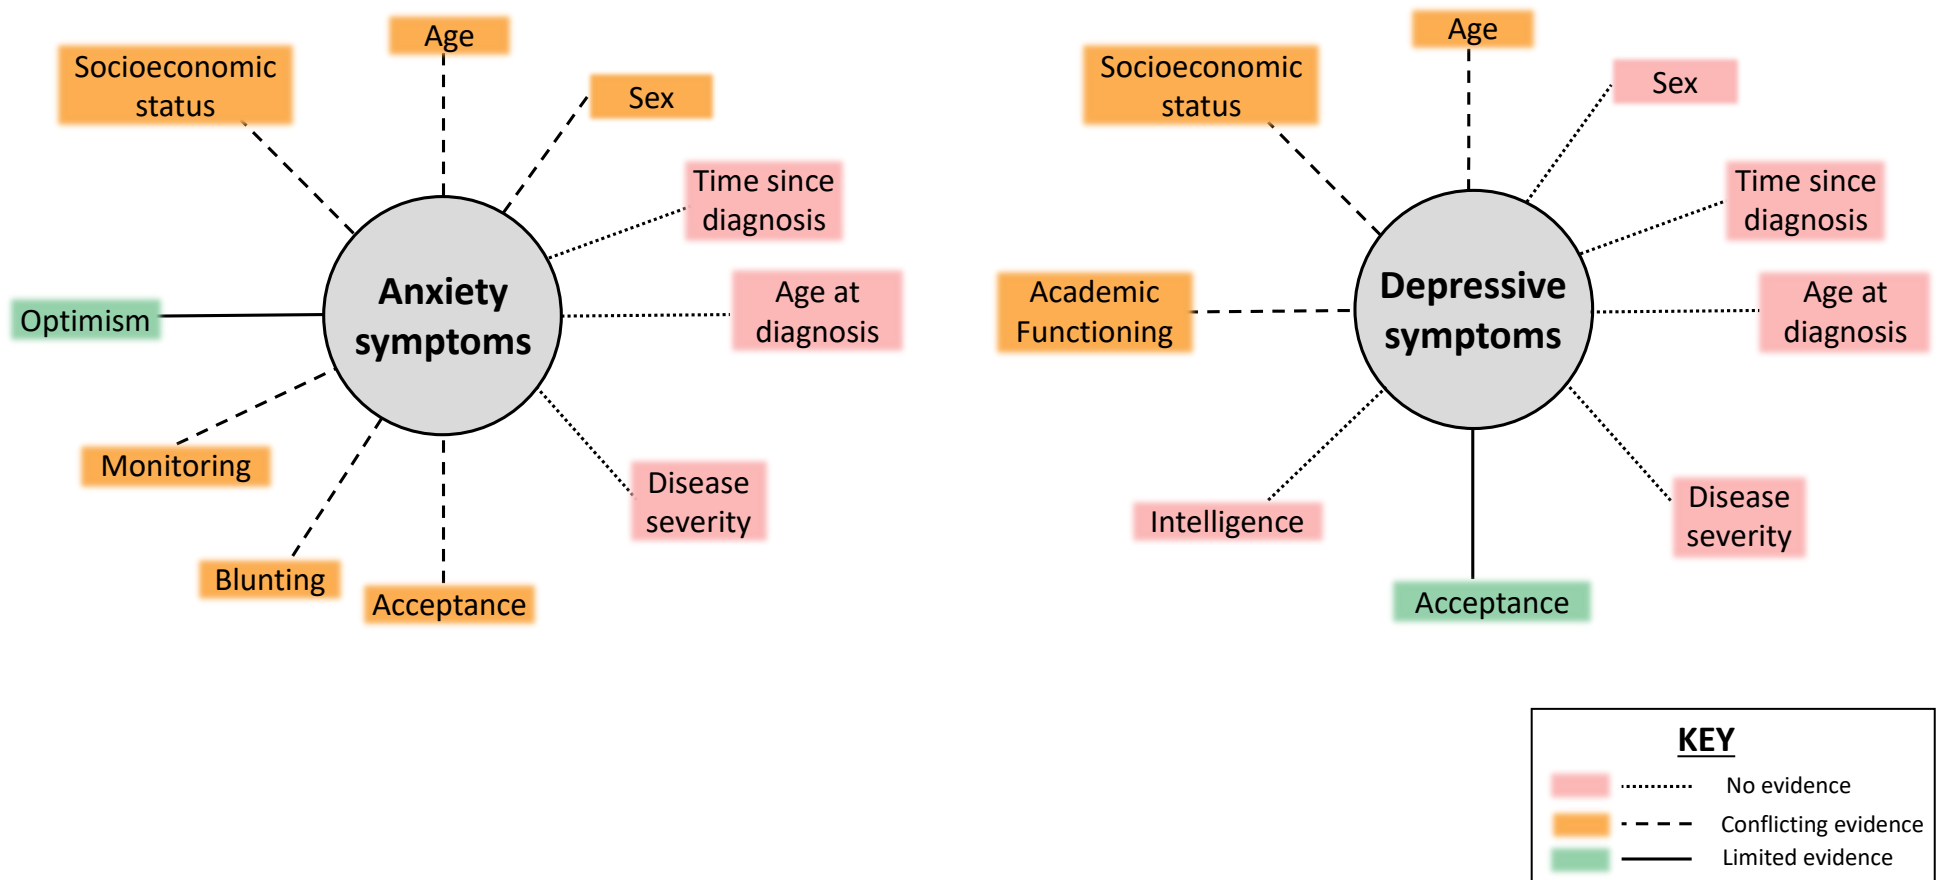 Age
Socioeconomic
status
Sex
Time since
diagnosis
Optimism
Anxiety
symptoms
Age at
diagnosis
Monitoring
Disease
severity
Blunting
Acceptance
Age
Socioeconomic
status
Sex
Time since
diagnosis
Academic
Functioning
Depressive
symptoms
Age at
diagnosis
Intelligence
Disease
severity
Acceptance
KEY
No evidence
Conflicting evidence
Limited evidence